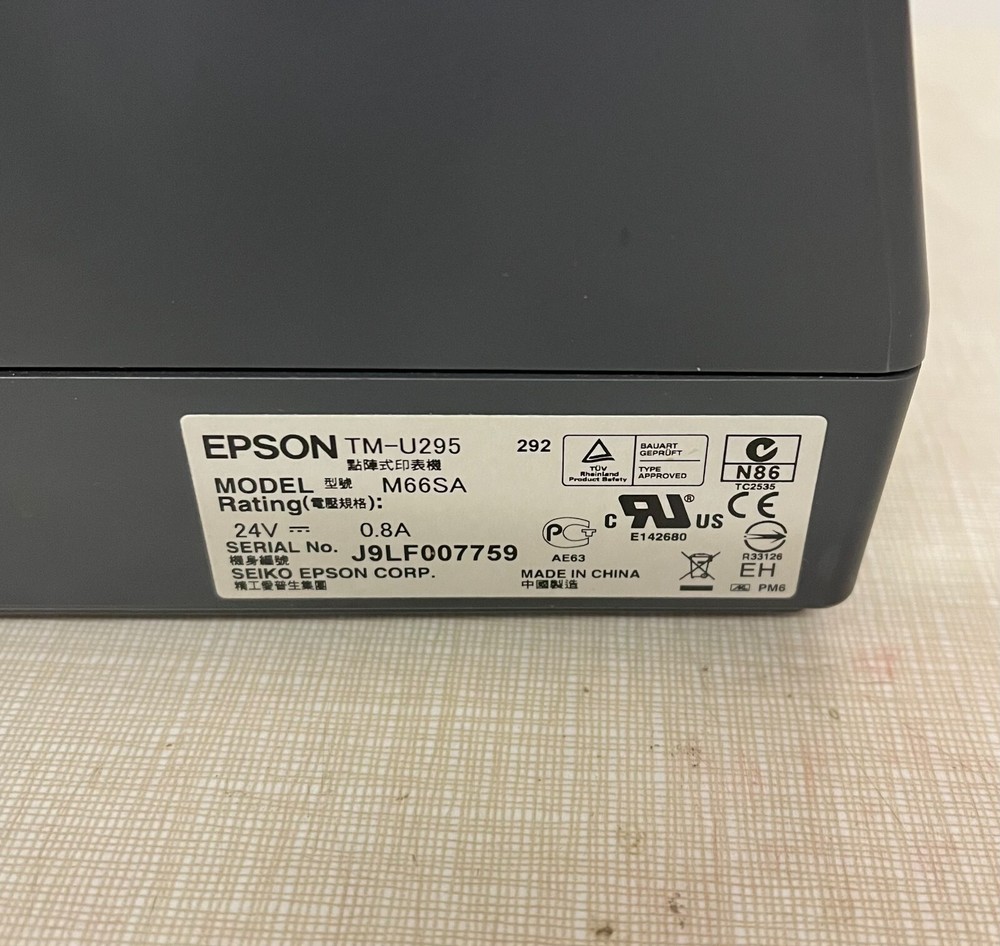 EPSON TM-U295
點陣式印表機
MODEL 型號 M66SA
Rating(電壓規格):
24V ⎓ 0.8A
SERIAL No. J9LF007759
機身編號
SEIKO EPSON CORP.
精工愛普生集團
292
TÜV
Rheinland
Product Safety
BAUART
GEPRÜFT
TYPE
APPROVED
N86
TC2535
CE
PG
AE63
c RU ® US
E142680
R33126
EH
MADE IN CHINA
中國製造
PM6